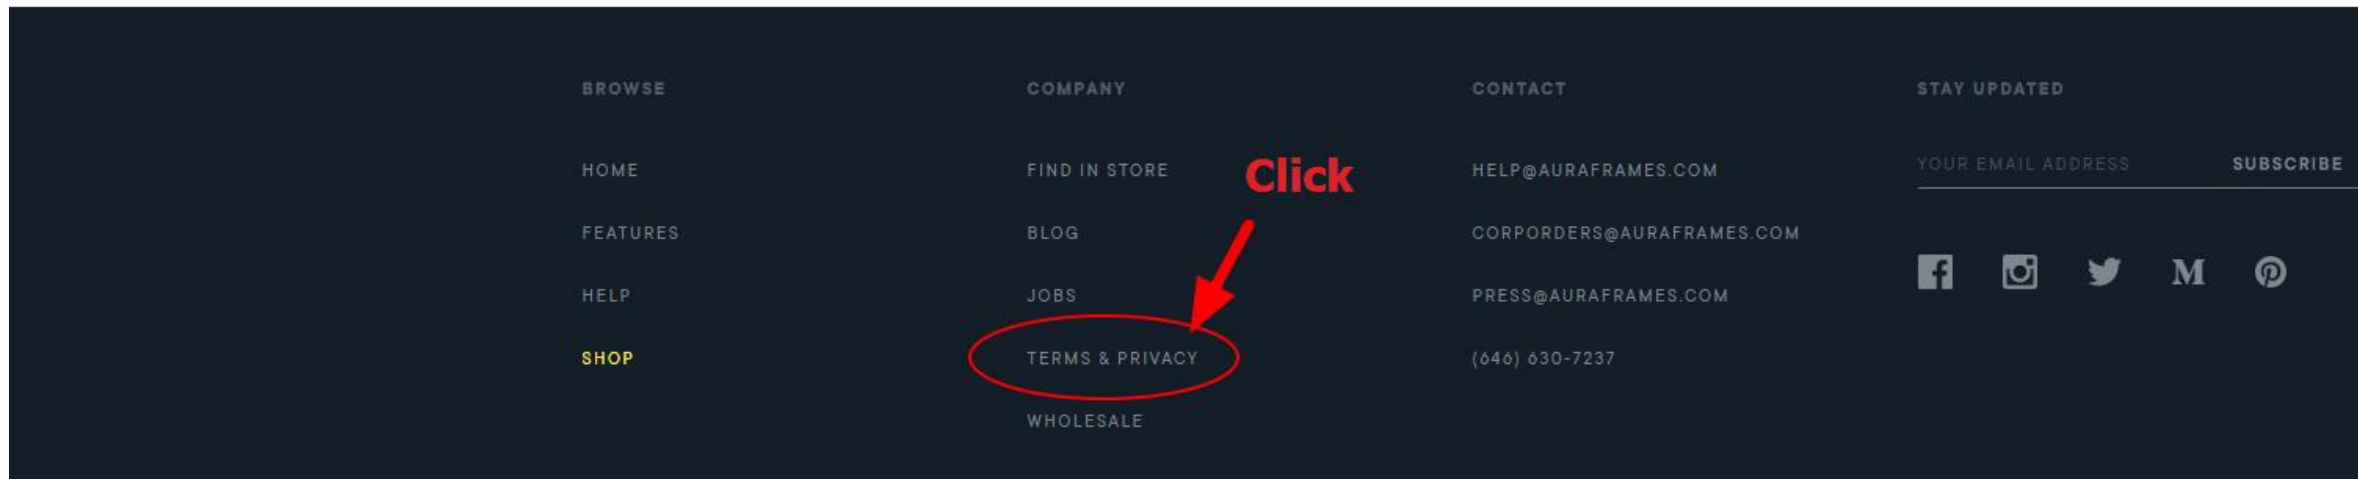 BROWSE
HOME
FEATURES
HELP
SHOP
COMPANY
FIND IN STORE
BLOG
JOBS
TERMS & PRIVACY
WHOLESALE
Click
CONTACT
HELP@AURAFRAMES.COM
CORPORDERS@AURAFRAMES.COM
PRESS@AURAFRAMES.COM
(646) 630-7237
STAY UPDATED
YOUR EMAIL ADDRESS SUBSCRIBE